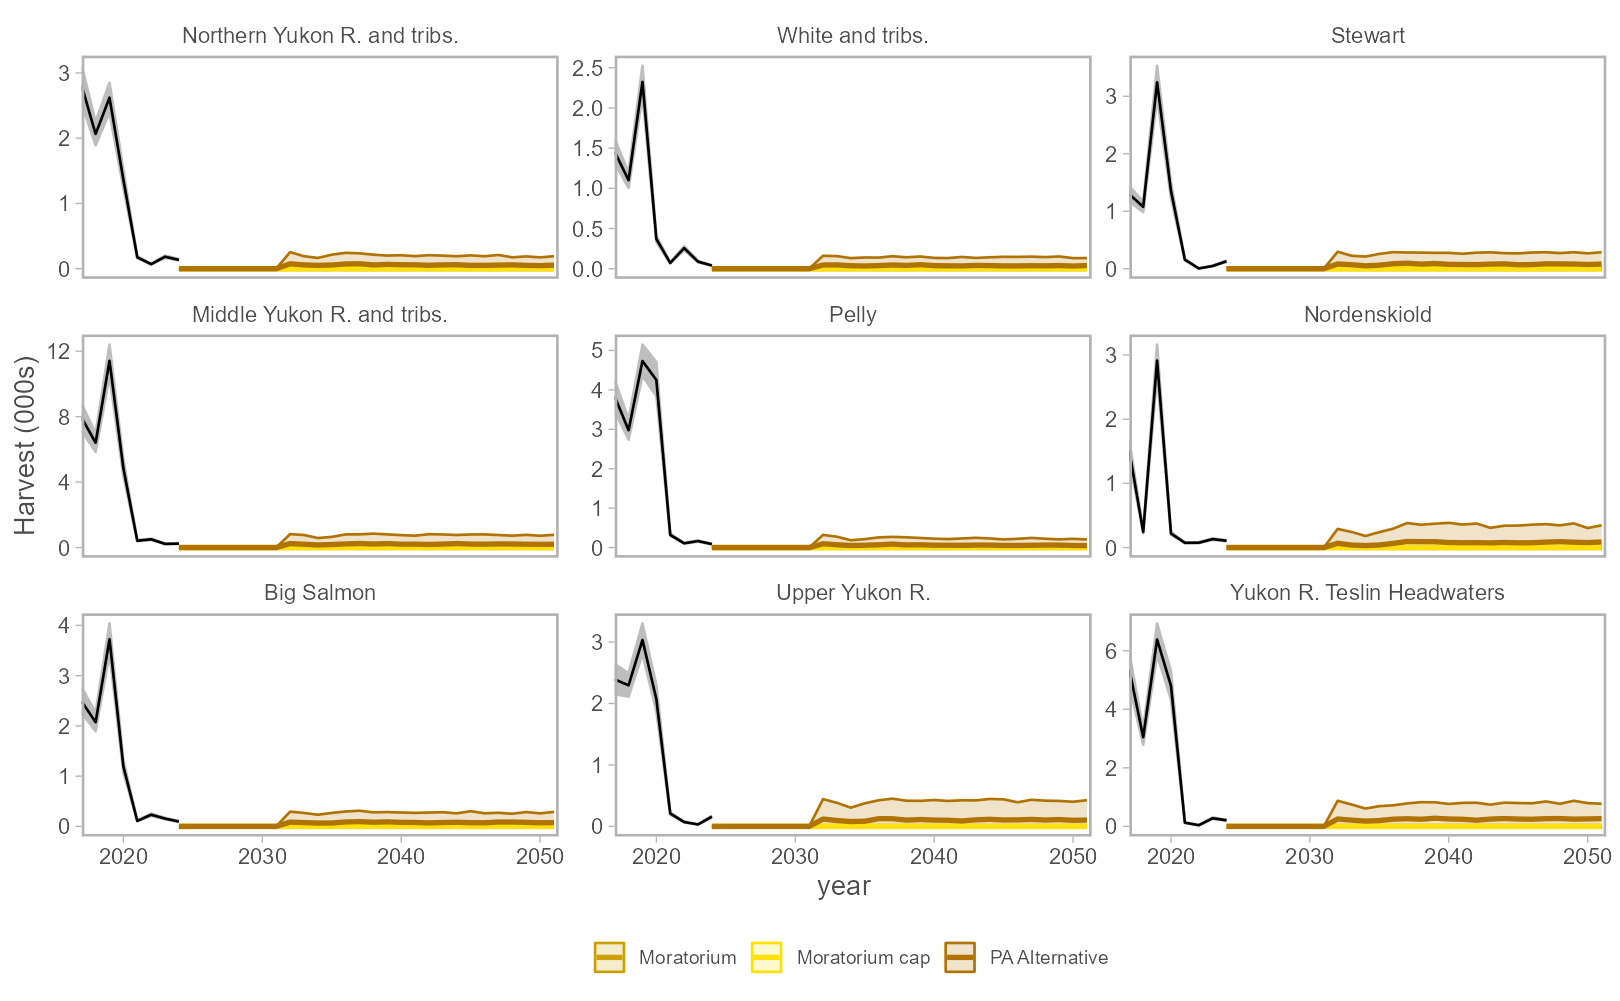 Northern Yukon R. and tribs.
White and tribs.
Stewart
3
2
1
0
2.5
2.0
1.5
1.0
0.5
0.0
3
2
1
0
Middle Yukon R. and tribs.
Pelly
Nordenskiold
12
8
4
0
5
4
3
2
1
0
3
2
1
0
Harvest (000s)
Big Salmon
Upper Yukon R.
Yukon R. Teslin Headwaters
4
3
2
1
0
3
2
1
0
6
4
2
0
2020 2030 2040 2050
2020 2030 2040 2050
2020 2030 2040 2050
year
Moratorium Moratorium cap PA Alternative